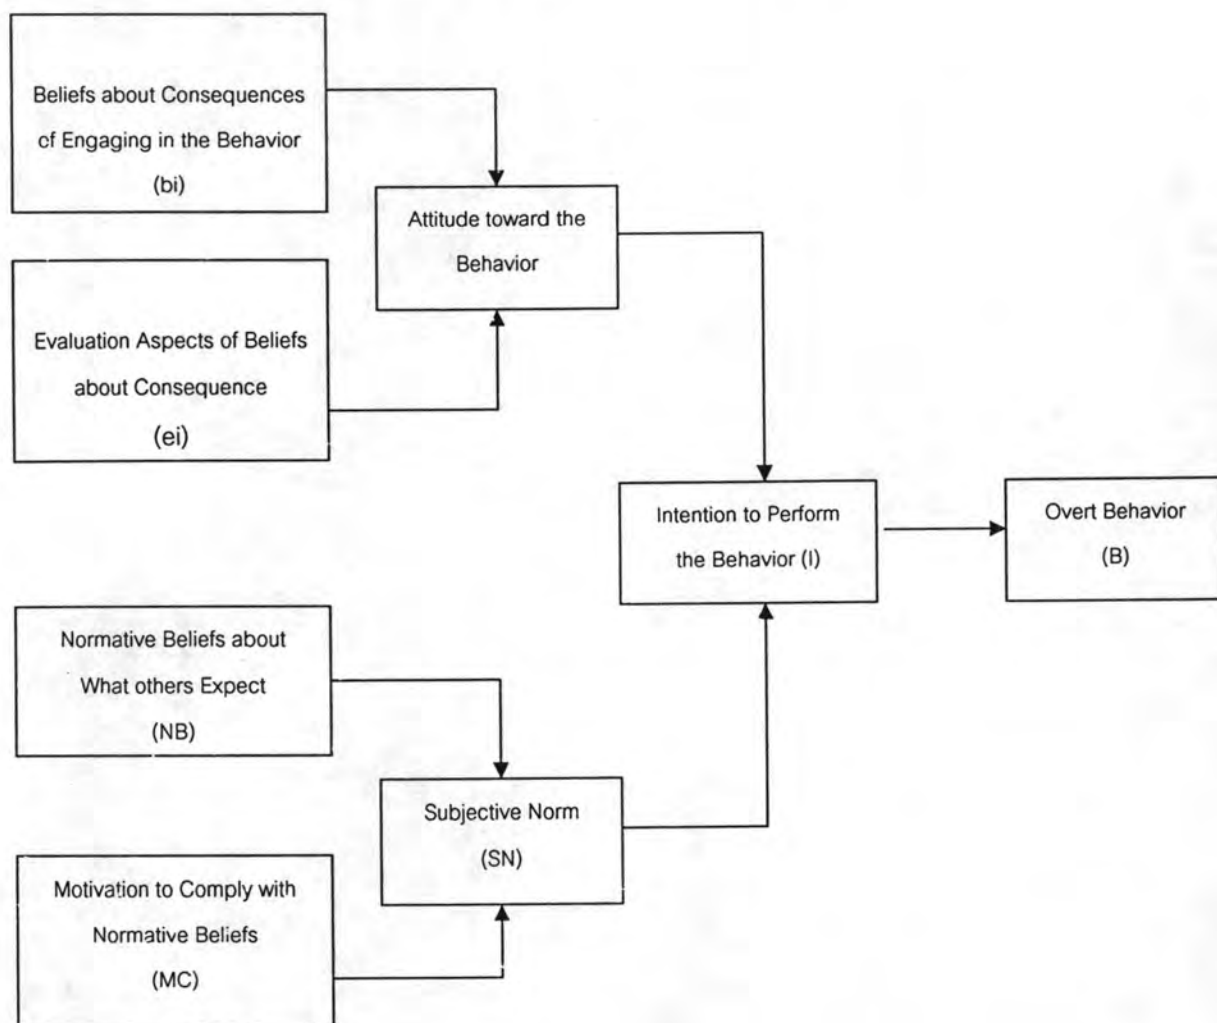 Beliefs about Consequences
cf Engaging in the Behavior
(bi)
Attitude toward the
Behavior
Evaluation Aspects of Beliefs
about Consequence
(ei)
Intention to Perform
the Behavior (I)
Overt Behavior
(B)
Normative Beliefs about
What others Expect
(NB)
Subjective Norm
(SN)
Motivation to Comply with
Normative Beliefs
(MC)